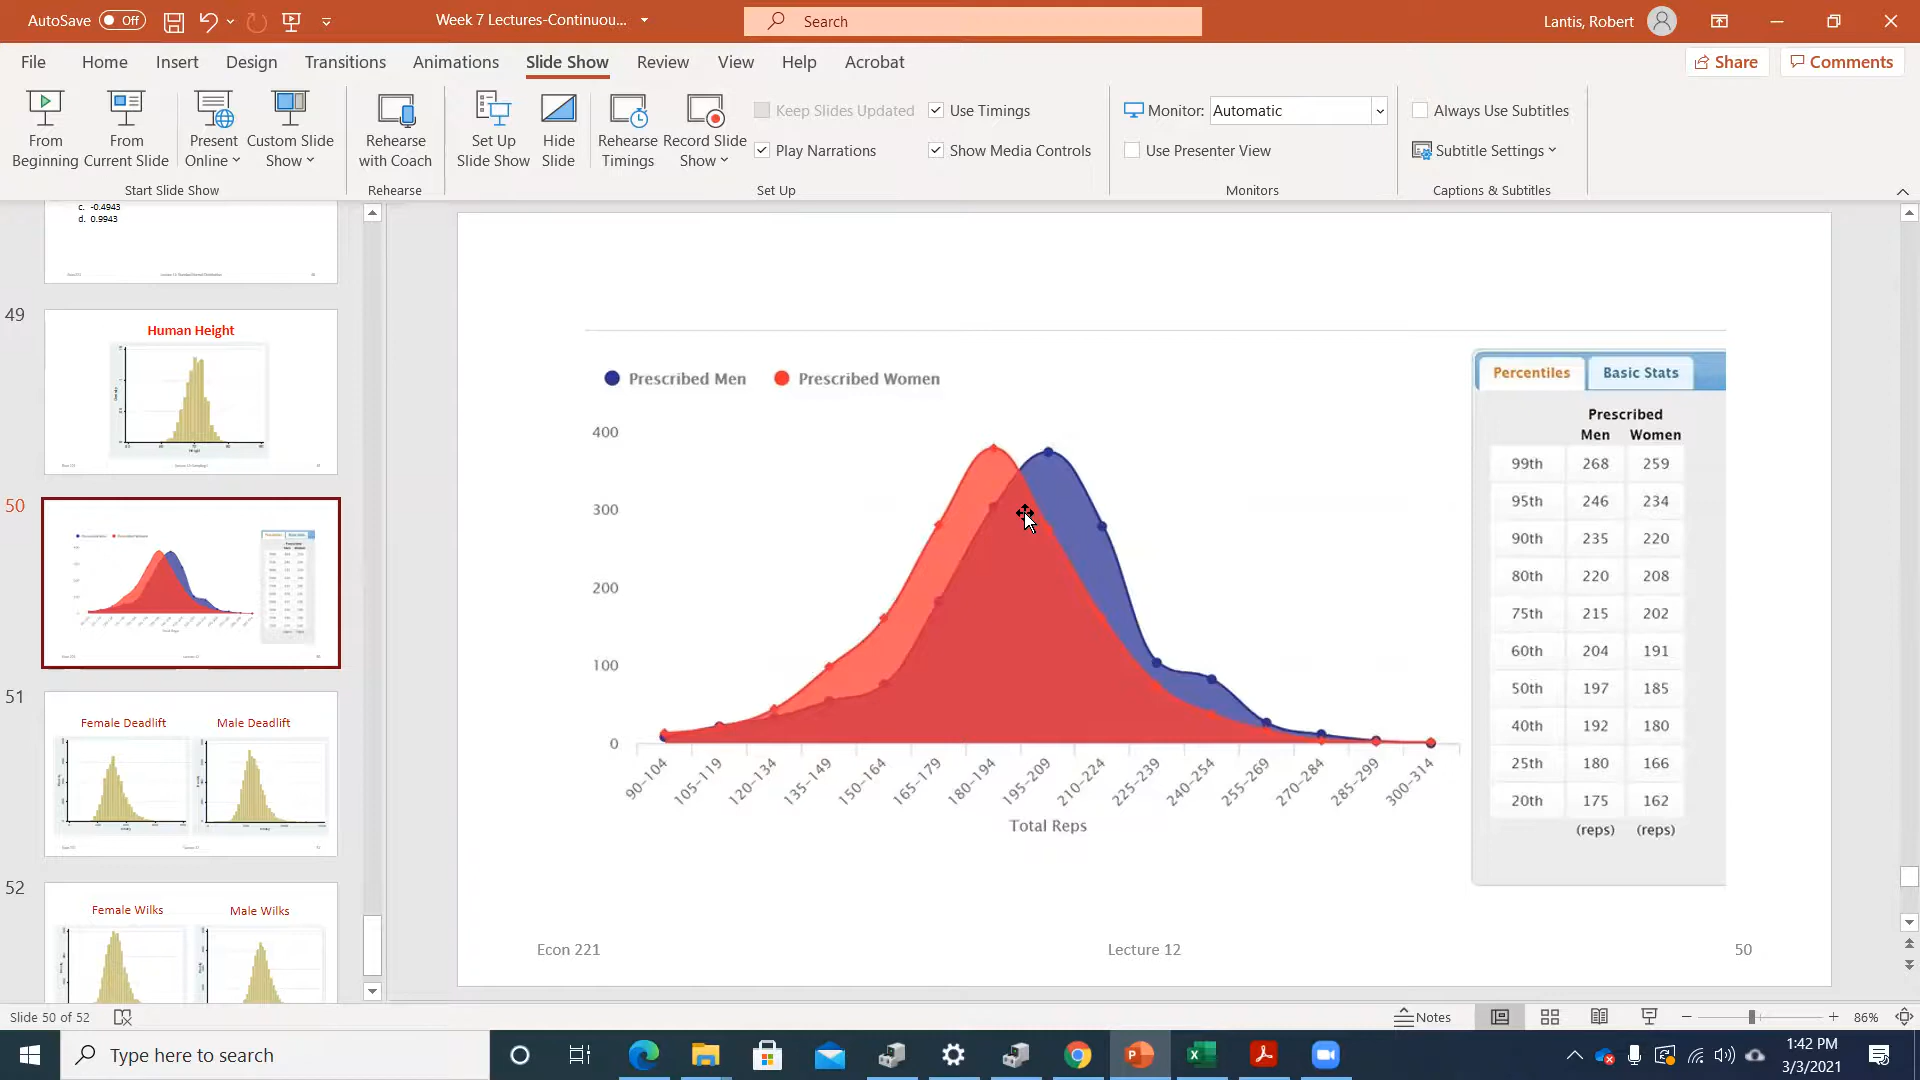 AutoSave Off
Week 7 Lectures-Continuou...
Search
Lantis, Robert
File Home Insert Design Transitions Animations Slide Show Review View Help Acrobat
Share
Comments
From Beginning
From Current Slide
Present Online
Custom Slide Show
Start Slide Show
Rehearse with Coach
Rehearse
Set Up Slide Show
Hide Slide
Rehearse Timings
Record Slide Show
Keep Slides Updated
Use Timings
Play Narrations
Show Media Controls
Set Up
Monitor: Automatic
Use Presenter View
Monitors
Always Use Subtitles
Subtitle Settings
Captions & Subtitles
c. -0.4943
d. 0.9943
49
Human Height
50
51
Female Deadlift Male Deadlift
52
Female Wilks Male Wilks
Prescribed Men Prescribed Women
400
300
200
100
0
90-104 105-119 120-134 135-149 150-164 165-179 180-194 195-209 210-224 225-239 240-254 255-269 270-284 285-299 300-314
Total Reps
Percentiles Basic Stats
Prescribed
Men Women
99th 268 259
95th 246 234
90th 235 220
80th 220 208
75th 215 202
60th 204 191
50th 197 185
40th 192 180
25th 180 166
20th 175 162
(reps) (reps)
Econ 221 Lecture 12 50
Slide 50 of 52
Notes
86%
Type here to search
1:42 PM
3/3/2021